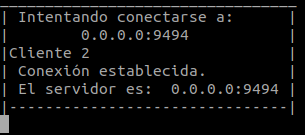 | Intentando conectarse a: |
| 0.0.0.0:9494 |
|Cliente 2 |
| Conexión establecida. |
| El servidor es: 0.0.0.0:9494 |
|-------------------------------|